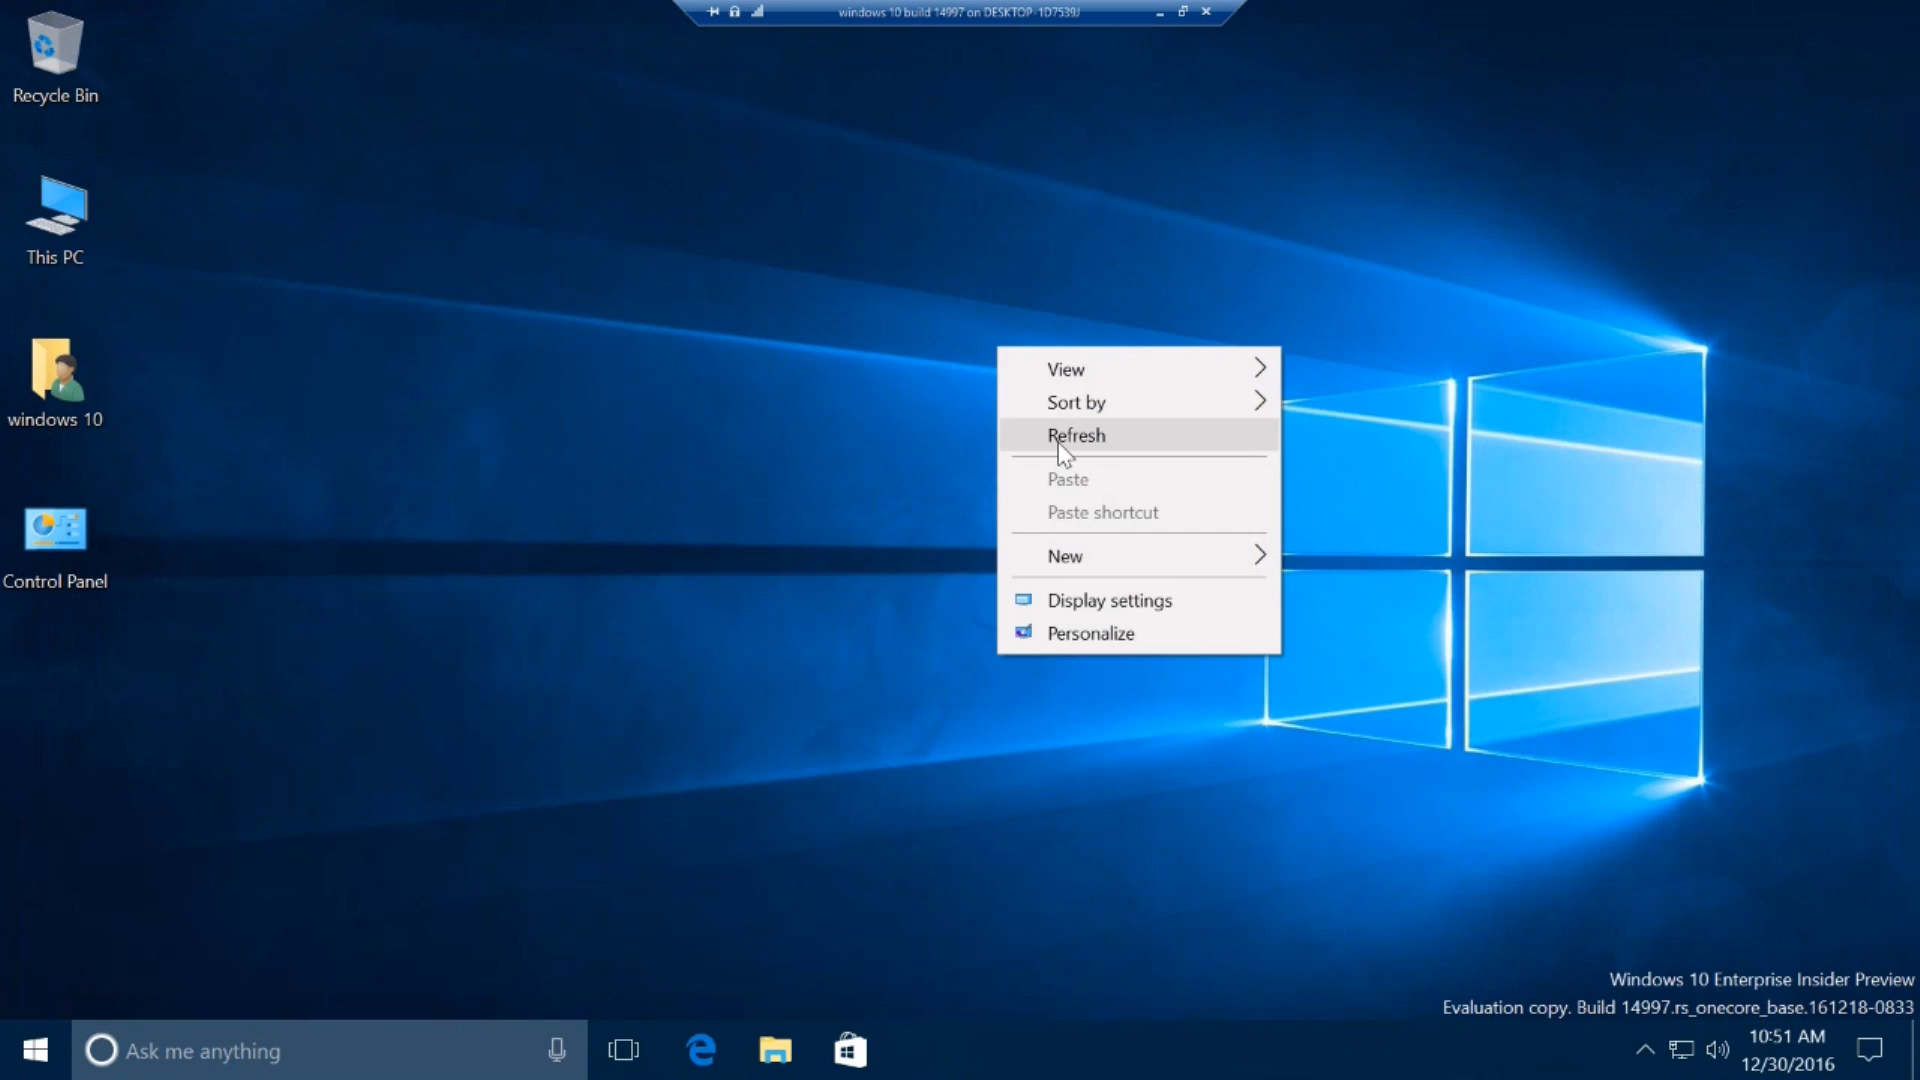 windows 10 build 14997 on DESKTOP-1D7539J
Recycle Bin
This PC
windows 10
Control Panel
View
Sort by
Refresh
Paste
Paste shortcut
New
Display settings
Personalize
Windows 10 Enterprise Insider Preview
Evaluation copy. Build 14997.rs_onecore_base.161218-0833
Ask me anything
10:51 AM
12/30/2016